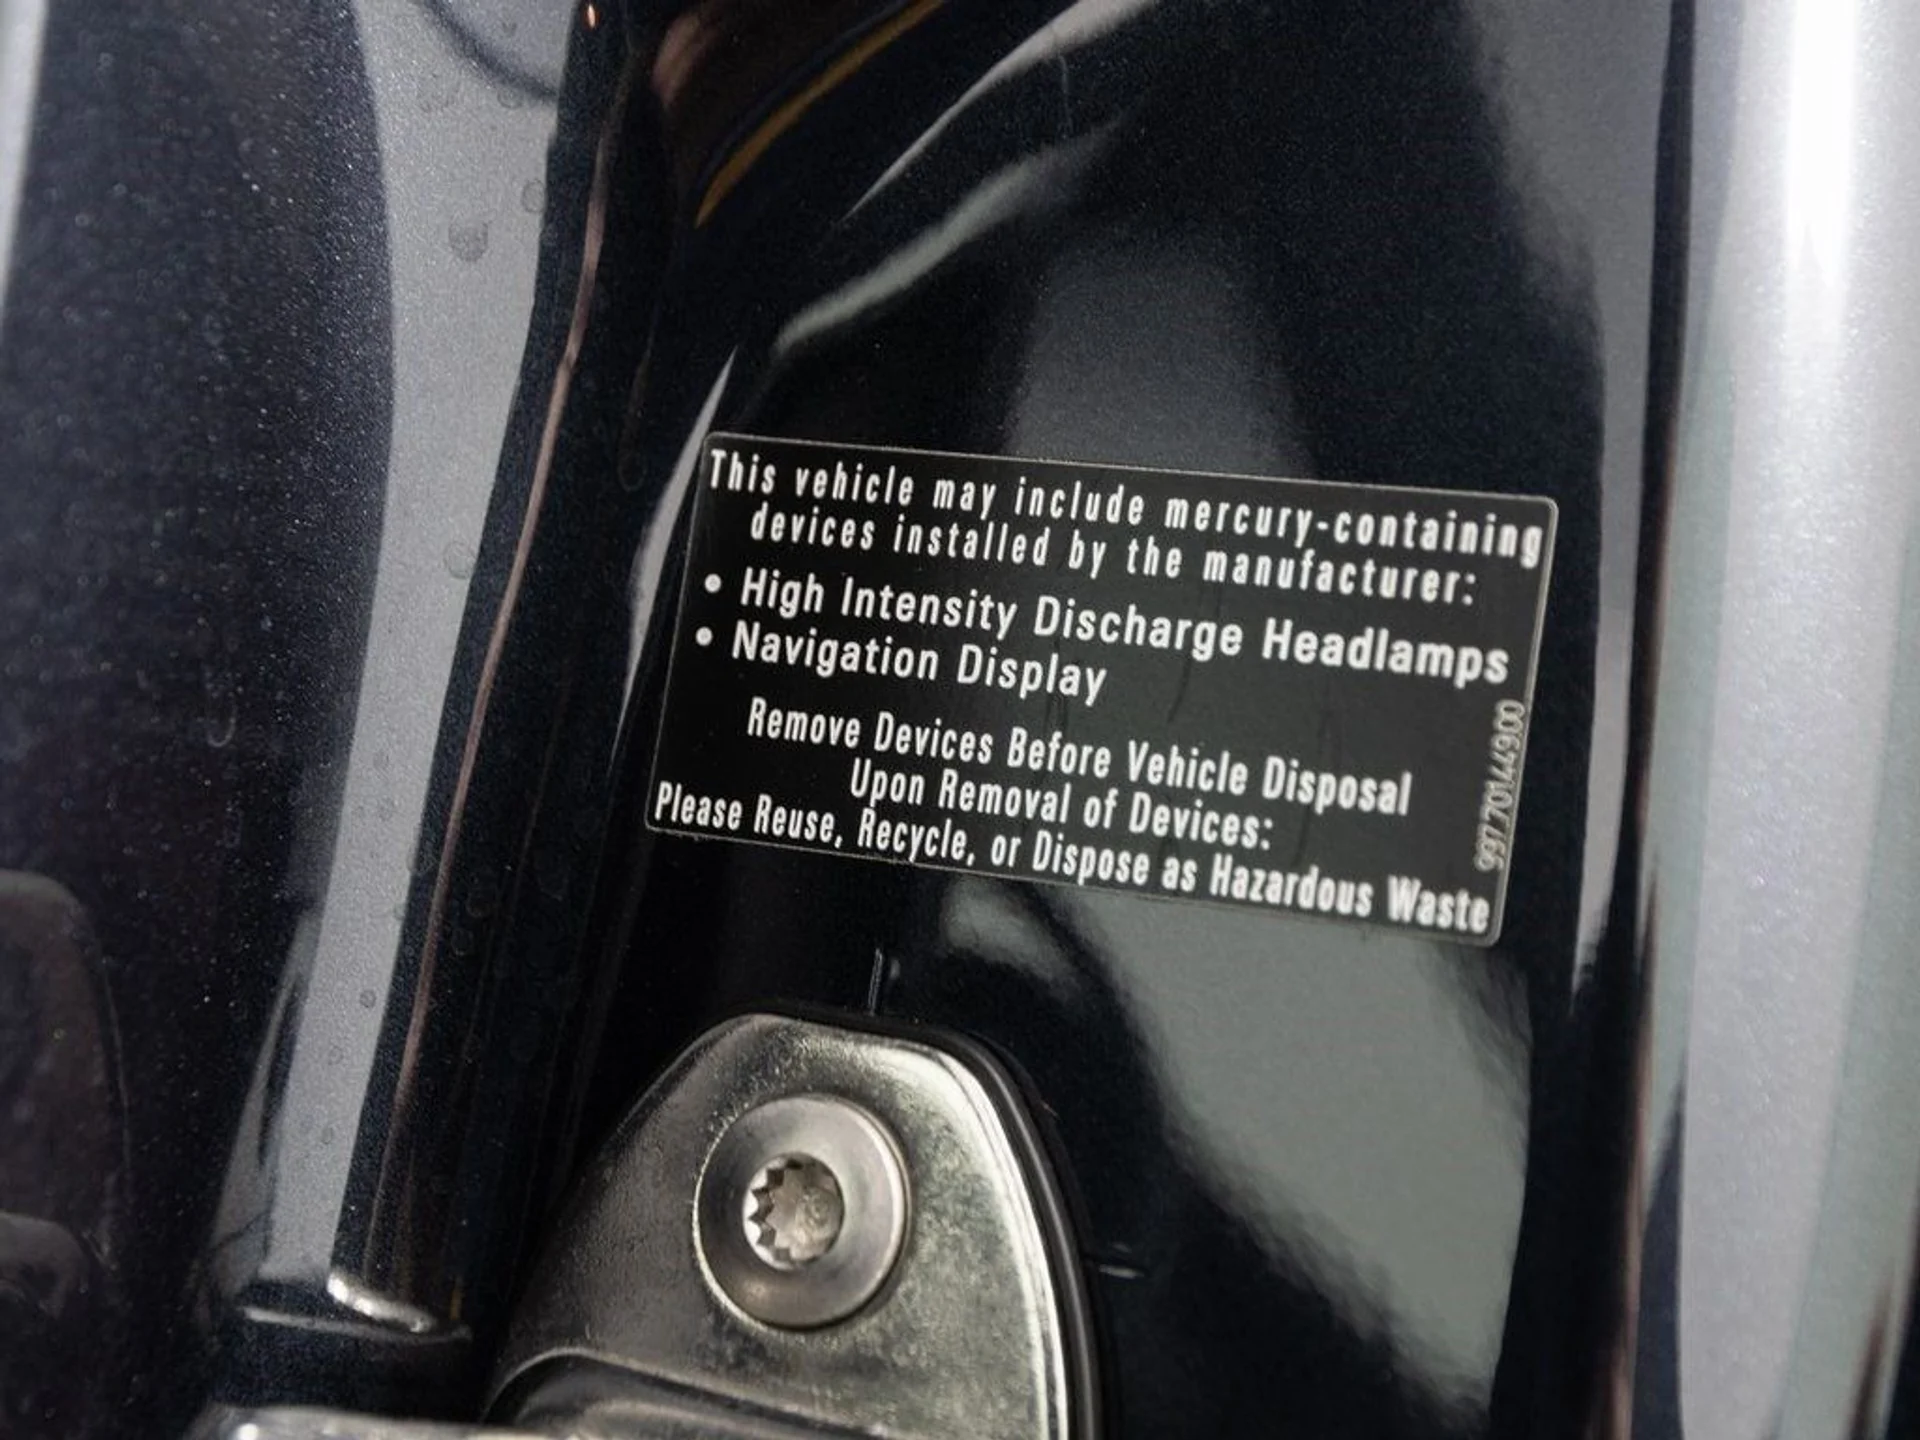 This vehicle may include mercury-containing
devices installed by the manufacturer:
• High Intensity Discharge Headlamps
• Navigation Display
Remove Devices Before Vehicle Disposal
Upon Removal of Devices:
Please Reuse, Recycle, or Dispose as Hazardous Waste